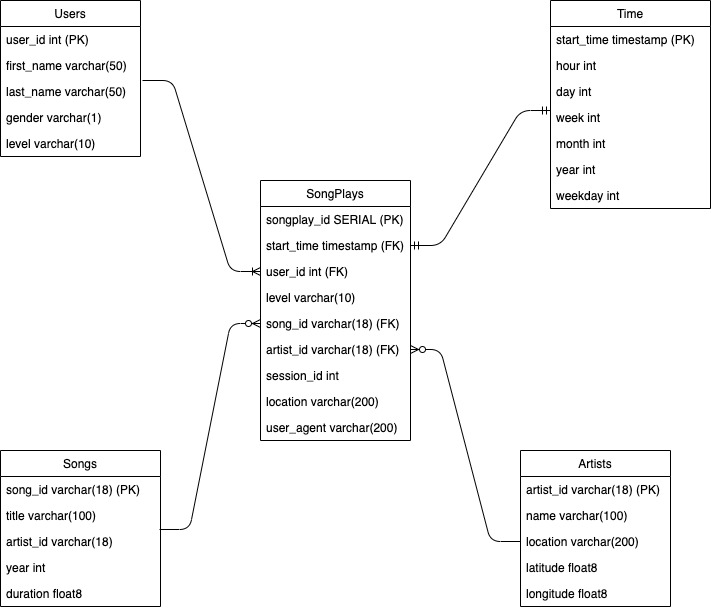 Users
user_id int (PK)
first_name varchar(50)
last_name varchar(50)
gender varchar(1)
level varchar(10)
Time
start_time timestamp (PK)
hour int
day int
week int
month int
year int
weekday int
SongPlays
songplay_id SERIAL (PK)
start_time timestamp (FK)
user_id int (FK)
level varchar(10)
song_id varchar(18) (FK)
artist_id varchar(18) (FK)
session_id int
location varchar(200)
user_agent varchar(200)
Songs
song_id varchar(18) (PK)
title varchar(100)
artist_id varchar(18)
year int
duration float8
Artists
artist_id varchar(18) (PK)
name varchar(100)
location varchar(200)
latitude float8
longitude float8